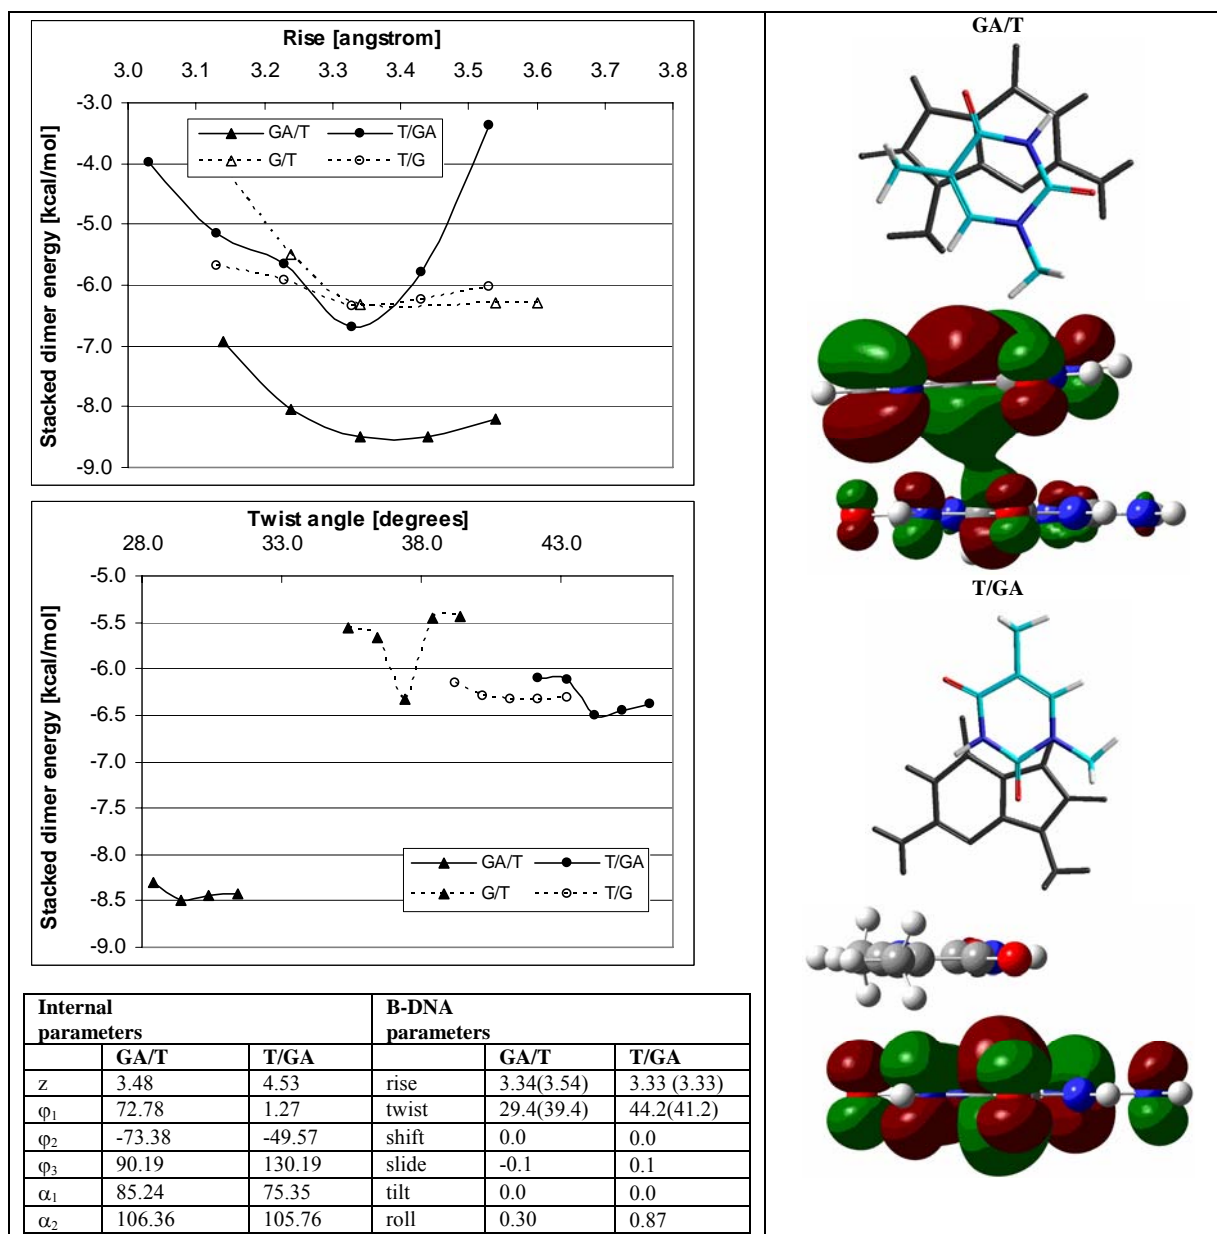 Rise [angstrom]
3.0 3.1 3.2 3.3 3.4 3.5 3.6 3.7 3.8
Stacked dimer energy [kcal/mol]
-3.0
-4.0
-5.0
-6.0
-7.0
-8.0
-9.0
GA/T T/GA
G/T T/G
Twist angle [degrees]
28.0 33.0 38.0 43.0
Stacked dimer energy [kcal/mol]
-5.0
-5.5
-6.0
-6.5
-7.0
-7.5
-8.0
-8.5
-9.0
GA/T T/GA
G/T T/G
Internal parameters B-DNA parameters
GA/T T/GA GA/T T/GA
z 3.48 4.53 rise 3.34(3.54) 3.33 (3.33)
φ1 72.78 1.27 twist 29.4(39.4) 44.2(41.2)
φ2 -73.38 -49.57 shift 0.0 0.0
φ3 90.19 130.19 slide -0.1 0.1
α1 85.24 75.35 tilt 0.0 0.0
α2 106.36 105.76 roll 0.30 0.87
GA/T
T/GA